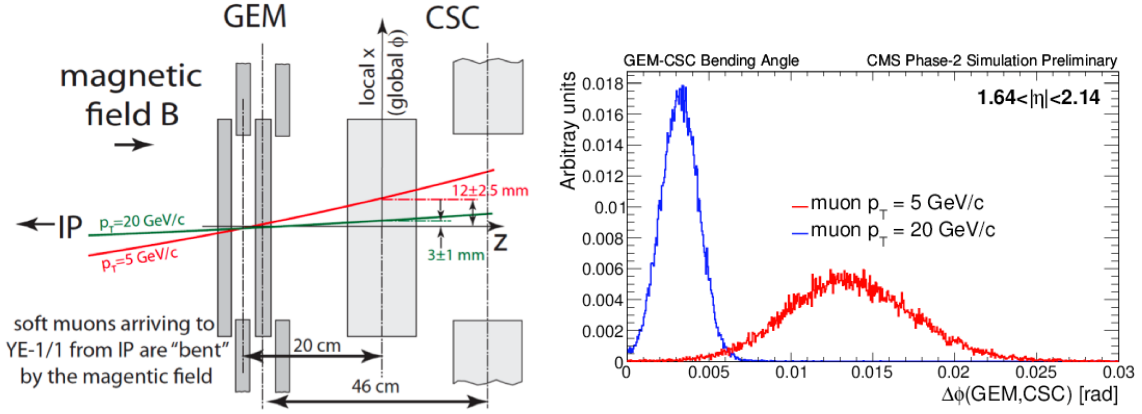 GEM
CSC
magnetic
field B
local x
(global ϕ)
12±2.5 mm
IP
p_T=20 GeV/c
p_T=5 GeV/c
Z
3±1 mm
soft muons arriving to
YE-1/1 from IP are “bent”
by the magentic field
20 cm
46 cm
GEM-CSC Bending Angle
CMS Phase-2 Simulation Preliminary
Arbitray units
0.018
0.016
0.014
0.012
0.01
0.008
0.006
0.004
0.002
0
1.64<|η|<2.14
muon p_T = 5 GeV/c
muon p_T = 20 GeV/c
0 0.005 0.01 0.015 0.02 0.025 0.03
Δϕ(GEM,CSC) [rad]